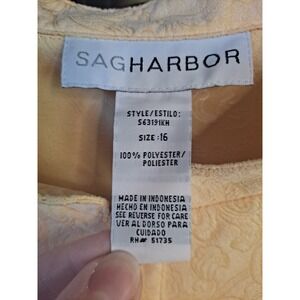 SAGHARBOR
STYLE/ESTILO:
563191KH
SIZE:16
100% POLYESTER/
POLIESTER
MADE IN INDONESIA
HECHO EN INDONESIA
SEE REVERSE FOR CARE
VER AL DORSO PARA
CUIDADO
RN# 51735